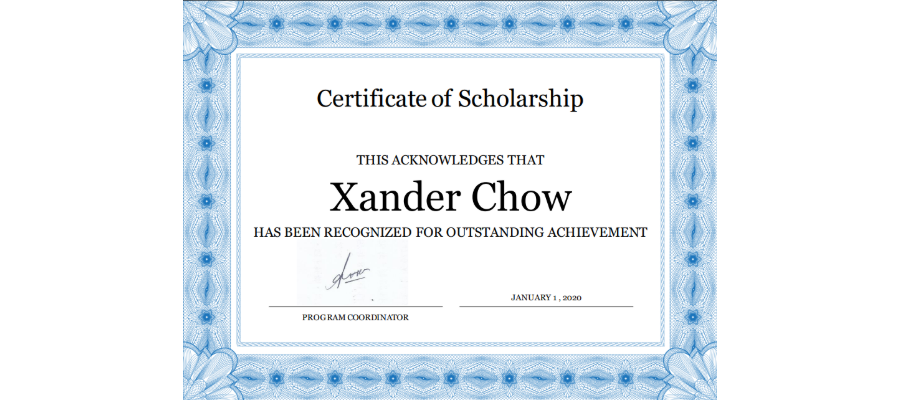 Certificate of Scholarship
THIS ACKNOWLEDGES THAT
Xander Chow
HAS BEEN RECOGNIZED FOR OUTSTANDING ACHIEVEMENT
JANUARY 1 , 2020
PROGRAM COORDINATOR